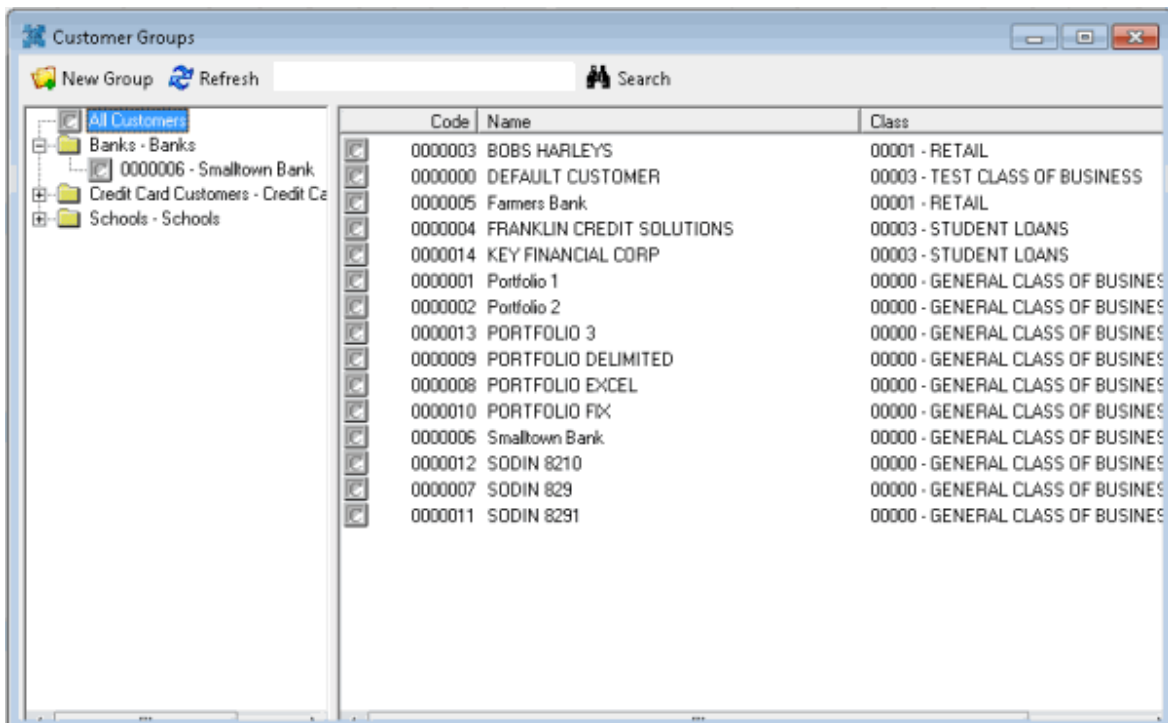 Customer Groups
New Group Refresh Search
All Customers
Banks - Banks
0000006 - Smalltown Bank
Credit Card Customers - Credit Ca
Schools - Schools
Code Name Class
0000003 BOBS HARLEYS 00001 - RETAIL
0000000 DEFAULT CUSTOMER 00003 - TEST CLASS OF BUSINESS
0000005 Farmers Bank 00001 - RETAIL
0000004 FRANKLIN CREDIT SOLUTIONS 00003 - STUDENT LOANS
0000014 KEY FINANCIAL CORP 00003 - STUDENT LOANS
0000001 Portfolio 1 00000 - GENERAL CLASS OF BUSINES
0000002 Portfolio 2 00000 - GENERAL CLASS OF BUSINES
0000013 PORTFOLIO 3 00000 - GENERAL CLASS OF BUSINES
0000009 PORTFOLIO DELIMITED 00000 - GENERAL CLASS OF BUSINES
0000008 PORTFOLIO EXCEL 00000 - GENERAL CLASS OF BUSINES
0000010 PORTFOLIO FIX 00000 - GENERAL CLASS OF BUSINES
0000006 Smalltown Bank 00000 - GENERAL CLASS OF BUSINES
0000012 SODIN 8210 00000 - GENERAL CLASS OF BUSINES
0000007 SODIN 829 00000 - GENERAL CLASS OF BUSINES
0000011 SODIN 8291 00000 - GENERAL CLASS OF BUSINES